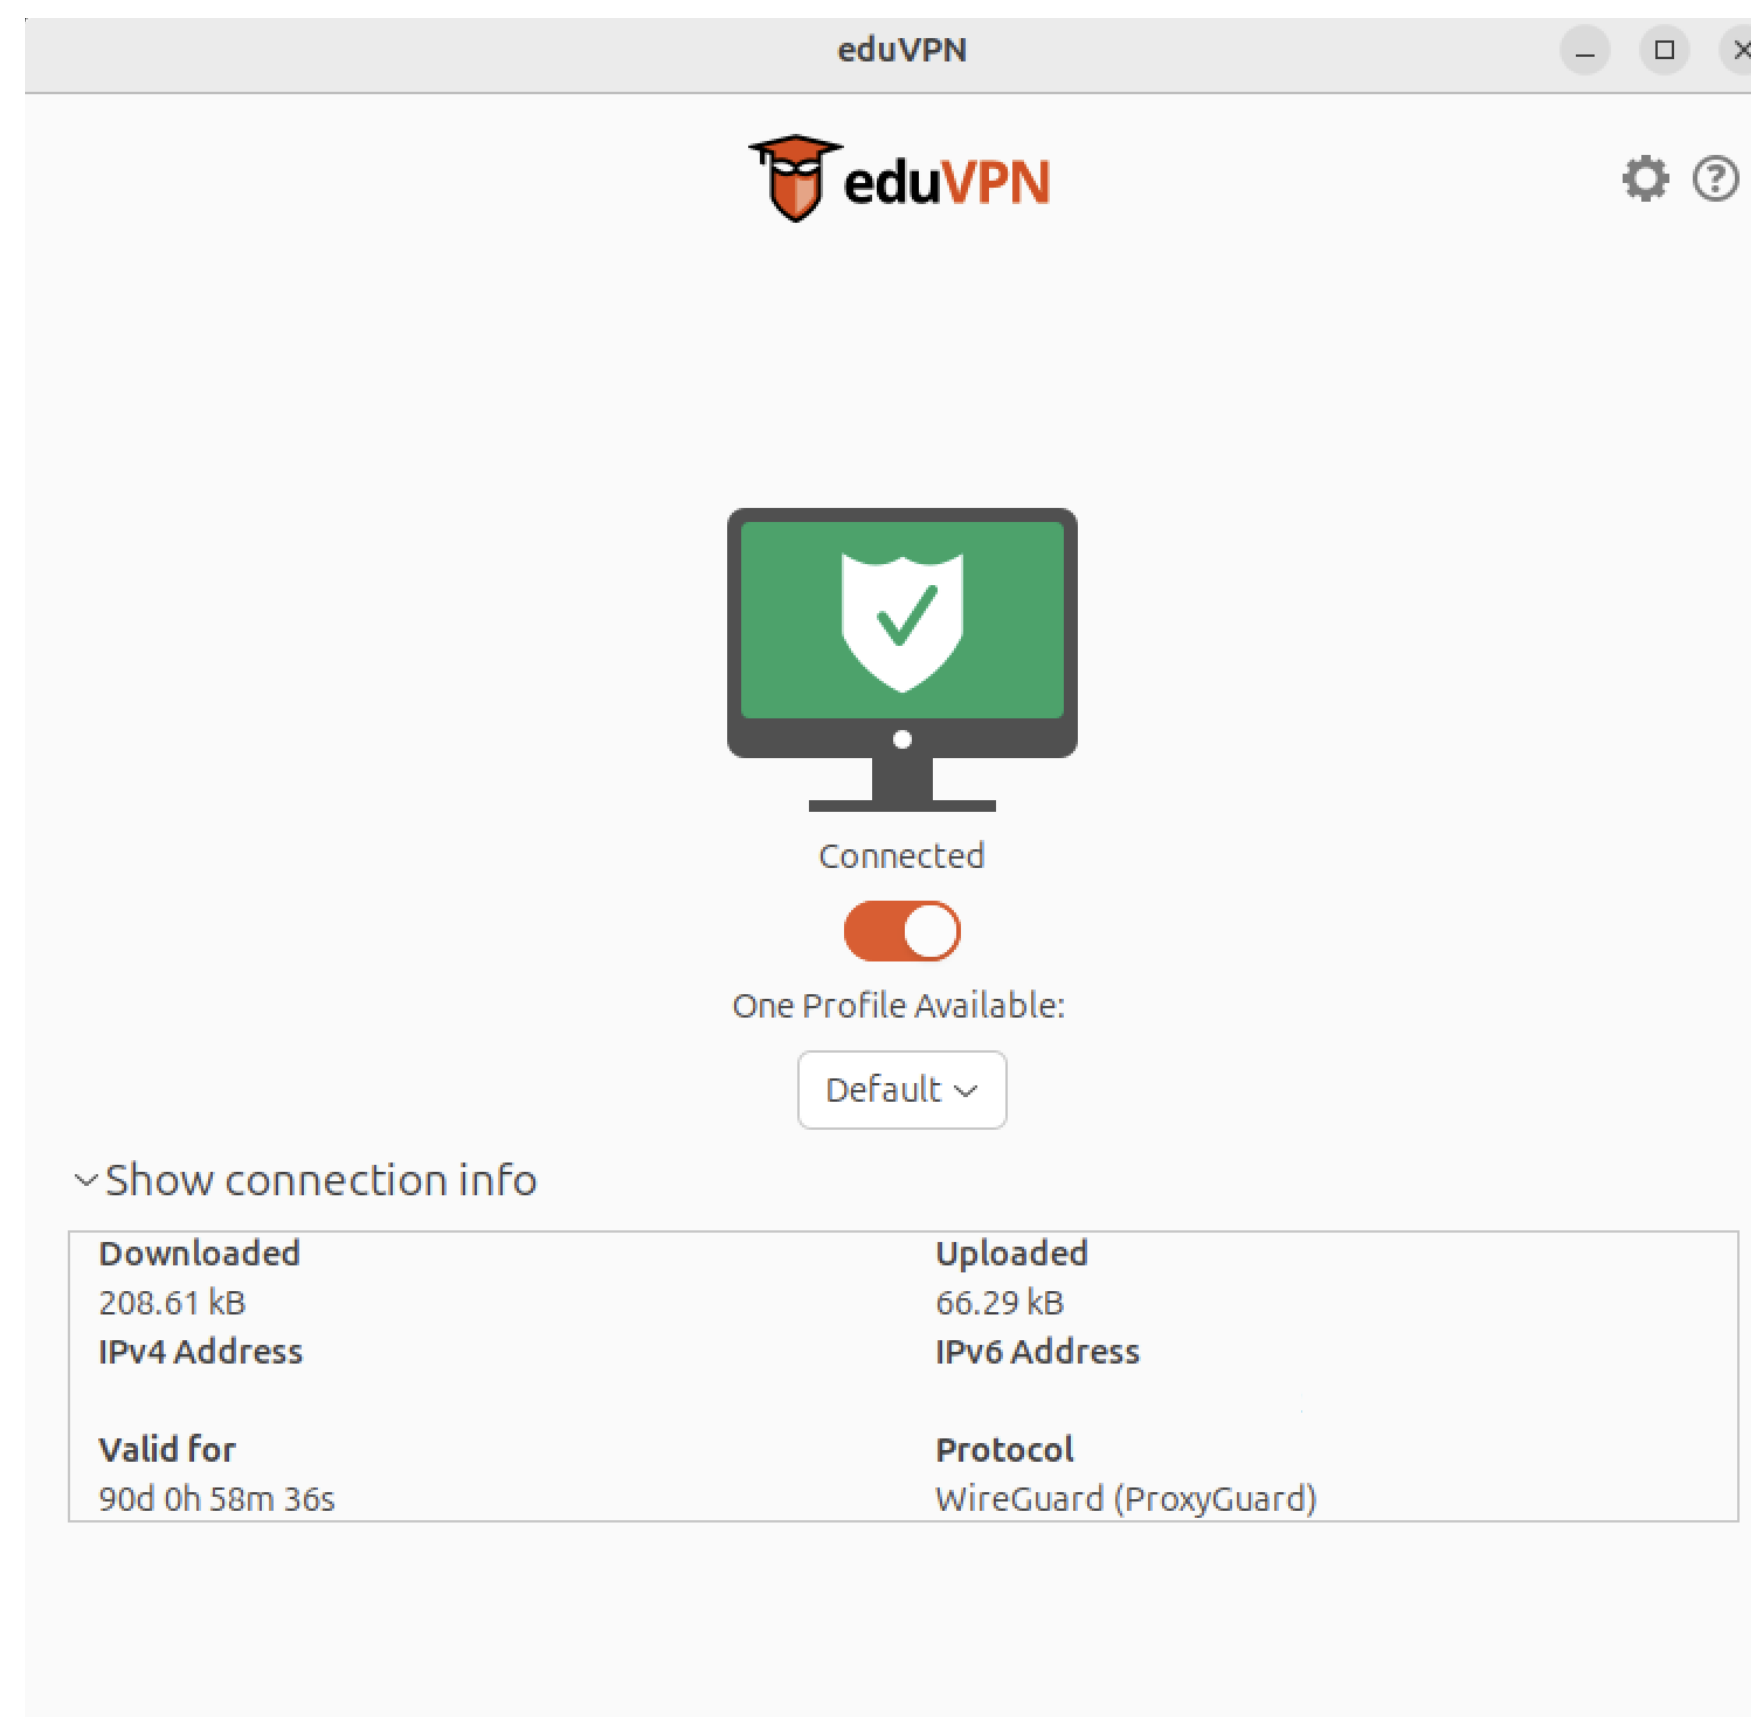 eduVPN
eduVPN
Connected
One Profile Available:
Default
Show connection info
Downloaded
Uploaded
208.61 kB
66.29 kB
IPv4 Address
IPv6 Address
Valid for
Protocol
90d 0h 58m 36s
WireGuard (ProxyGuard)